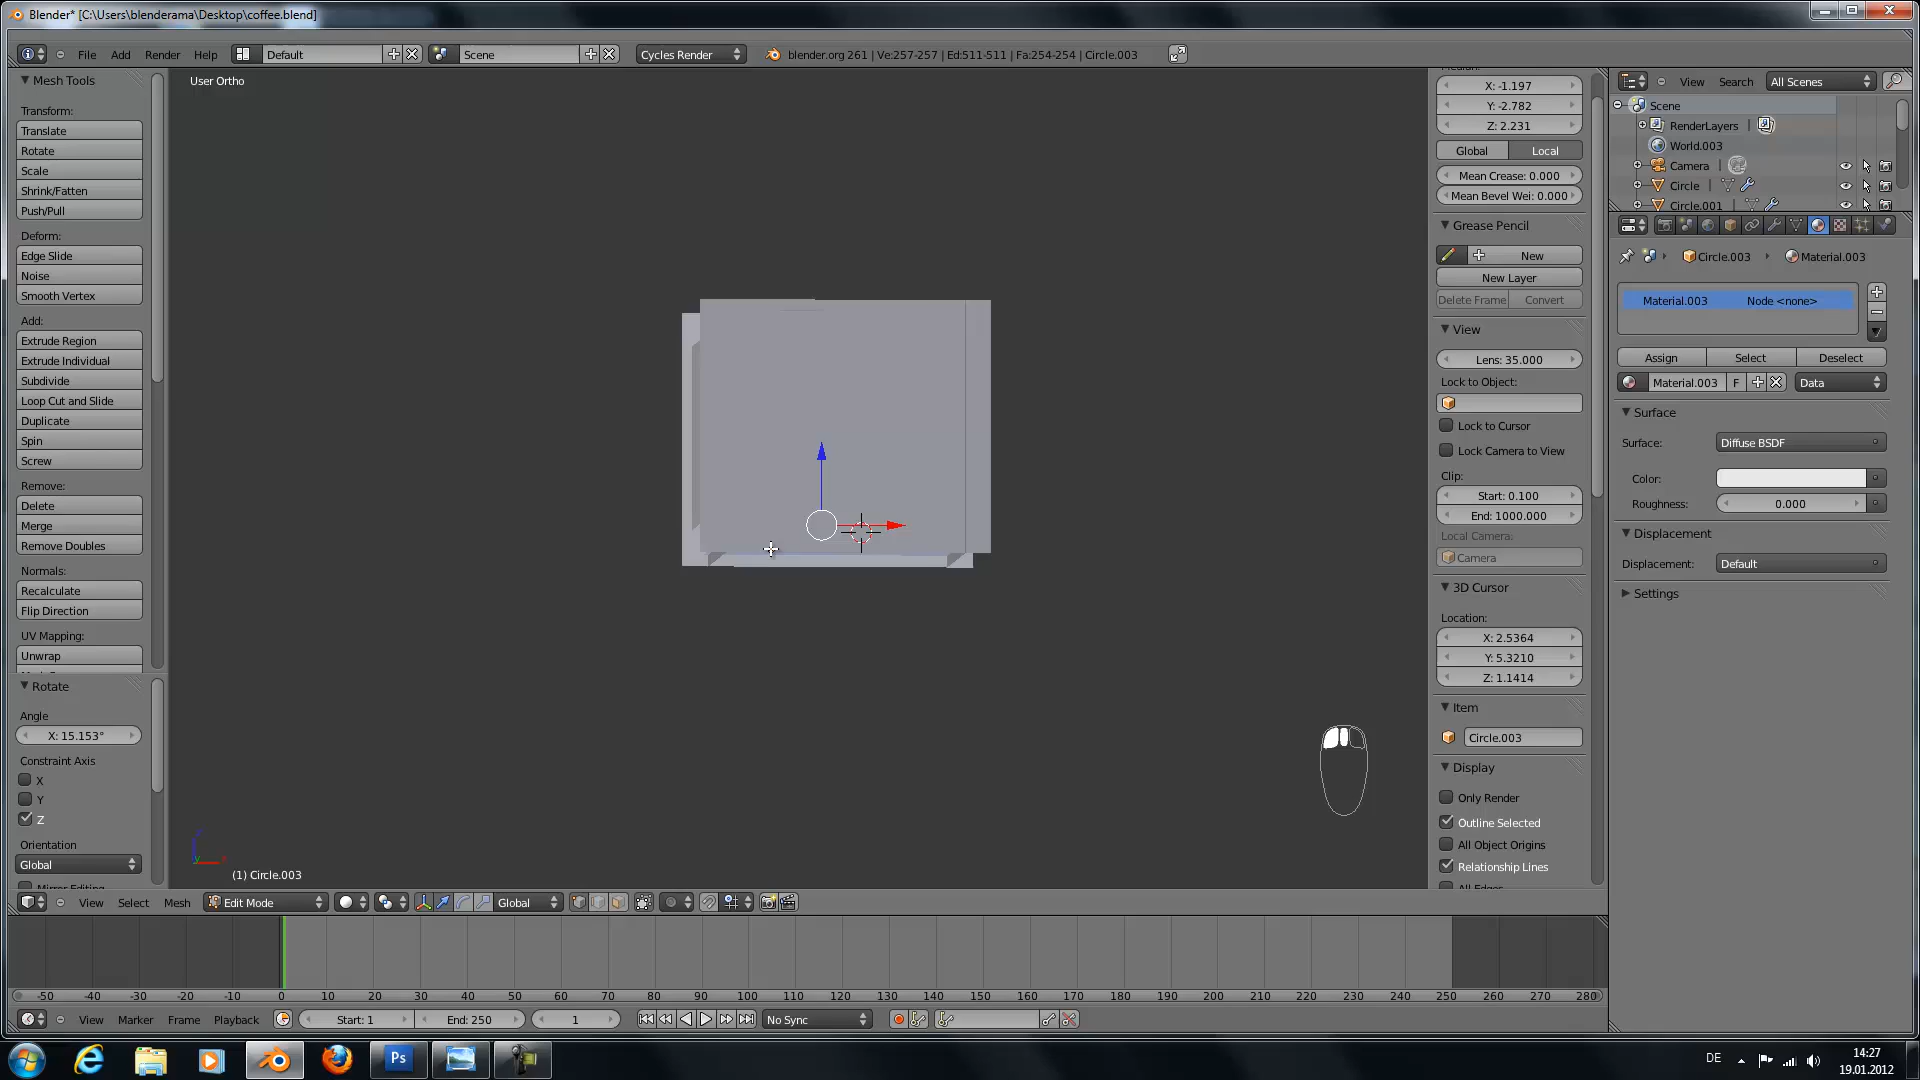 Blender* [C:\Users\blenderama\Desktop\coffee.blend]
File Add Render Help Default Scene Cycles Render blender.org 261 | Ve:257-257 | Ed:511-511 | Fa:254-254 | Circle.003
Mesh Tools
Transform:
Translate
Rotate
Scale
Shrink/Fatten
Push/Pull
Deform:
Edge Slide
Noise
Smooth Vertex
Add:
Extrude Region
Extrude Individual
Subdivide
Loop Cut and Slide
Duplicate
Spin
Screw
Remove:
Delete
Merge
Remove Doubles
Normals:
Recalculate
Flip Direction
UV Mapping:
Unwrap
Rotate
Angle
X: 15.153°
Constraint Axis
X
Y
Z
Orientation
Global
Mirror Editing
User Ortho
(1) Circle.003
X: -1.197
Y: -2.782
Z: 2.231
Global Local
Mean Crease: 0.000
Mean Bevel Wei: 0.000
Grease Pencil
New
New Layer
Delete Frame Convert
View
Lens: 35.000
Lock to Object:
Lock to Cursor
Lock Camera to View
Clip:
Start: 0.100
End: 1000.000
Local Camera:
Camera
3D Cursor
Location:
X: 2.5364
Y: 5.3210
Z: 1.1414
Item
Circle.003
Display
Only Render
Outline Selected
All Object Origins
Relationship Lines
All Edges
View Search All Scenes
Scene
RenderLayers |
World.003
Camera |
Circle |
Circle.001
Circle.003 Material.003
Material.003 Node <none>
Assign Select Deselect
Material.003 F Data
Surface
Surface: Diffuse BSDF
Color:
Roughness: 0.000
Displacement
Displacement: Default
Settings
View Select Mesh Edit Mode Global
-50 -40 -30 -20 -10 0 10 20 30 40 50 60 70 80 90 100 110 120 130 140 150 160 170 180 190 200 210 220 230 240 250 260 270 280
View Marker Frame Playback Start: 1 End: 250 1 No Sync
Ps
DE
14:27
19.01.2012